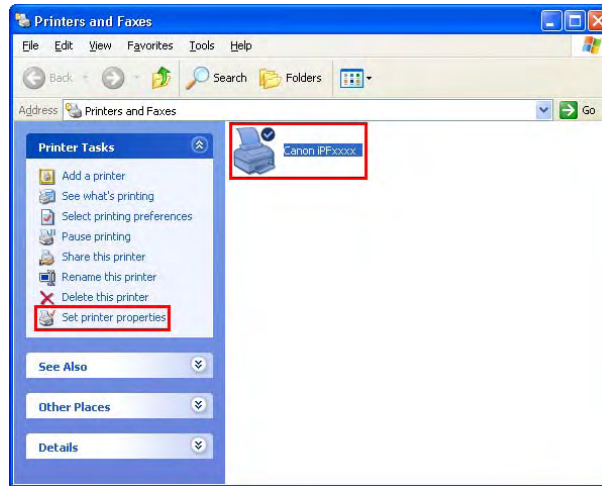 Printers and Faxes
File Edit View Favorites Tools Help
Back Search Folders
Address Printers and Faxes Go
Printer Tasks
Add a printer
See what's printing
Select printing preferences
Pause printing
Share this printer
Rename this printer
Delete this printer
Set printer properties
See Also
Other Places
Details
Canon iPFxxxx